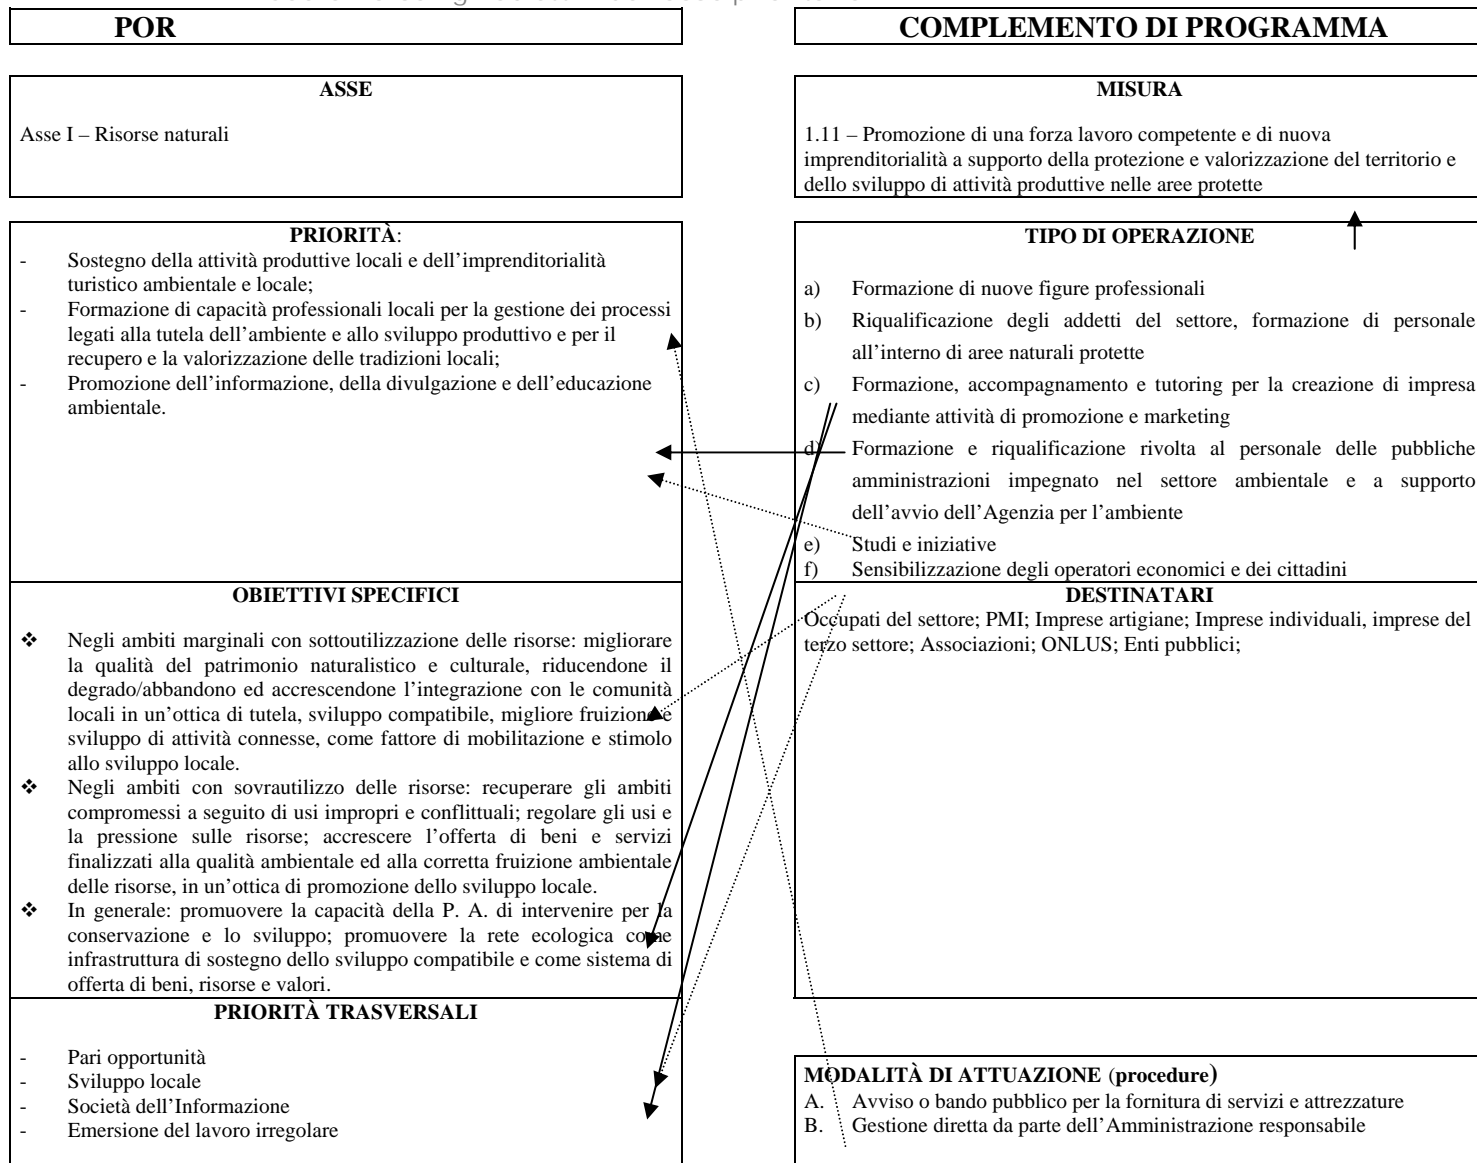 POR
ASSE
Asse I – Risorse naturali
PRIORITÀ:
- Sostegno della attività produttive locali e dell'imprenditorialità
turistico ambientale e locale;
- Formazione di capacità professionali locali per la gestione dei processi
legati alla tutela dell'ambiente e allo sviluppo produttivo e per il
recupero e la valorizzazione delle tradizioni locali;
- Promozione dell'informazione, della divulgazione e dell'educazione
ambientale.
OBIETTIVI SPECIFICI
❖ Negli ambiti marginali con sottoutilizzazione delle risorse: migliorare
la qualità del patrimonio naturalistico e culturale, riducendone il
degrado/abbandono ed accrescendone l'integrazione con le comunità
locali in un'ottica di tutela, sviluppo compatibile, migliore fruizione e
sviluppo di attività connesse, come fattore di mobilitazione e stimolo
allo sviluppo locale.
❖ Negli ambiti con sovrautilizzo delle risorse: recuperare gli ambiti
compromessi a seguito di usi impropri e conflittuali; regolare gli usi e
la pressione sulle risorse; accrescere l'offerta di beni e servizi
finalizzati alla qualità ambientale ed alla corretta fruizione ambientale
delle risorse, in un'ottica di promozione dello sviluppo locale.
❖ In generale: promuovere la capacità della P. A. di intervenire per la
conservazione e lo sviluppo; promuovere la rete ecologica come
infrastruttura di sostegno dello sviluppo compatibile e come sistema di
offerta di beni, risorse e valori.
PRIORITÀ TRASVERSALI
- Pari opportunità
- Sviluppo locale
- Società dell'Informazione
- Emersione del lavoro irregolare
COMPLEMENTO DI PROGRAMMA
MISURA
1.11 – Promozione di una forza lavoro competente e di nuova
imprenditorialità a supporto della protezione e valorizzazione del territorio e
dello sviluppo di attività produttive nelle aree protette
TIPO DI OPERAZIONE
a) Formazione di nuove figure professionali
b) Riqualificazione degli addetti del settore, formazione di personale
all'interno di aree naturali protette
c) Formazione, accompagnamento e tutoring per la creazione di impresa
mediante attività di promozione e marketing
d) Formazione e riqualificazione rivolta al personale delle pubbliche
amministrazioni impegnato nel settore ambientale e a supporto
dell'avvio dell'Agenzia per l'ambiente
e) Studi e iniziative
f) Sensibilizzazione degli operatori economici e dei cittadini
DESTINATARI
Occupati del settore; PMI; Imprese artigiane; Imprese individuali, imprese del
terzo settore; Associazioni; ONLUS; Enti pubblici;
MODALITÀ DI ATTUAZIONE (procedure)
A. Avviso o bando pubblico per la fornitura di servizi e attrezzature
B. Gestione diretta da parte dell'Amministrazione responsabile